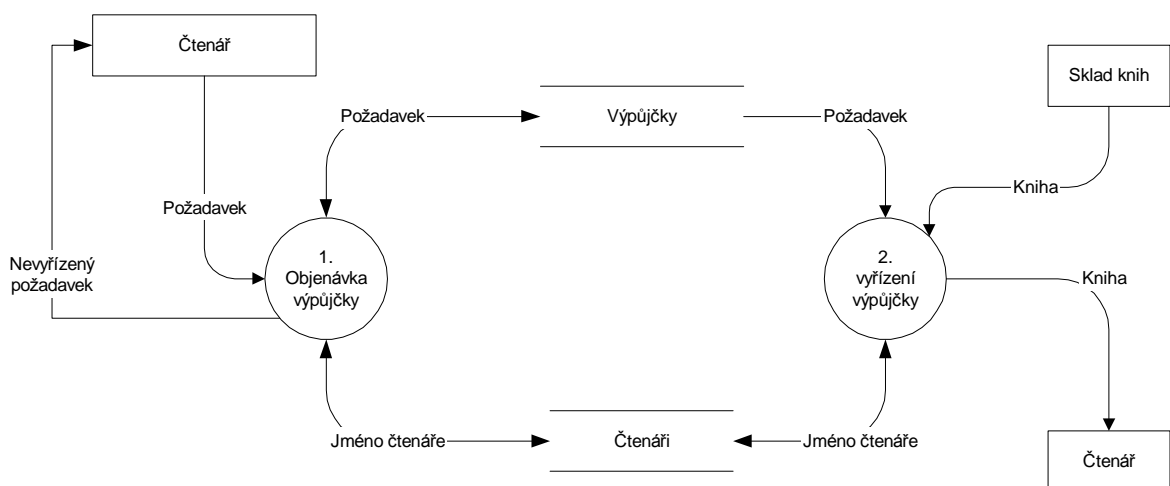 Čtenář
Sklad knih
Požadavek
Výpůjčky
Požadavek
Kniha
Požadavek
Nevyřízený
požadavek
1.
Objenávka
výpůjčky
2.
vyřízení
výpůjčky
Kniha
Jméno čtenáře
Čtenáři
Jméno čtenáře
Čtenář